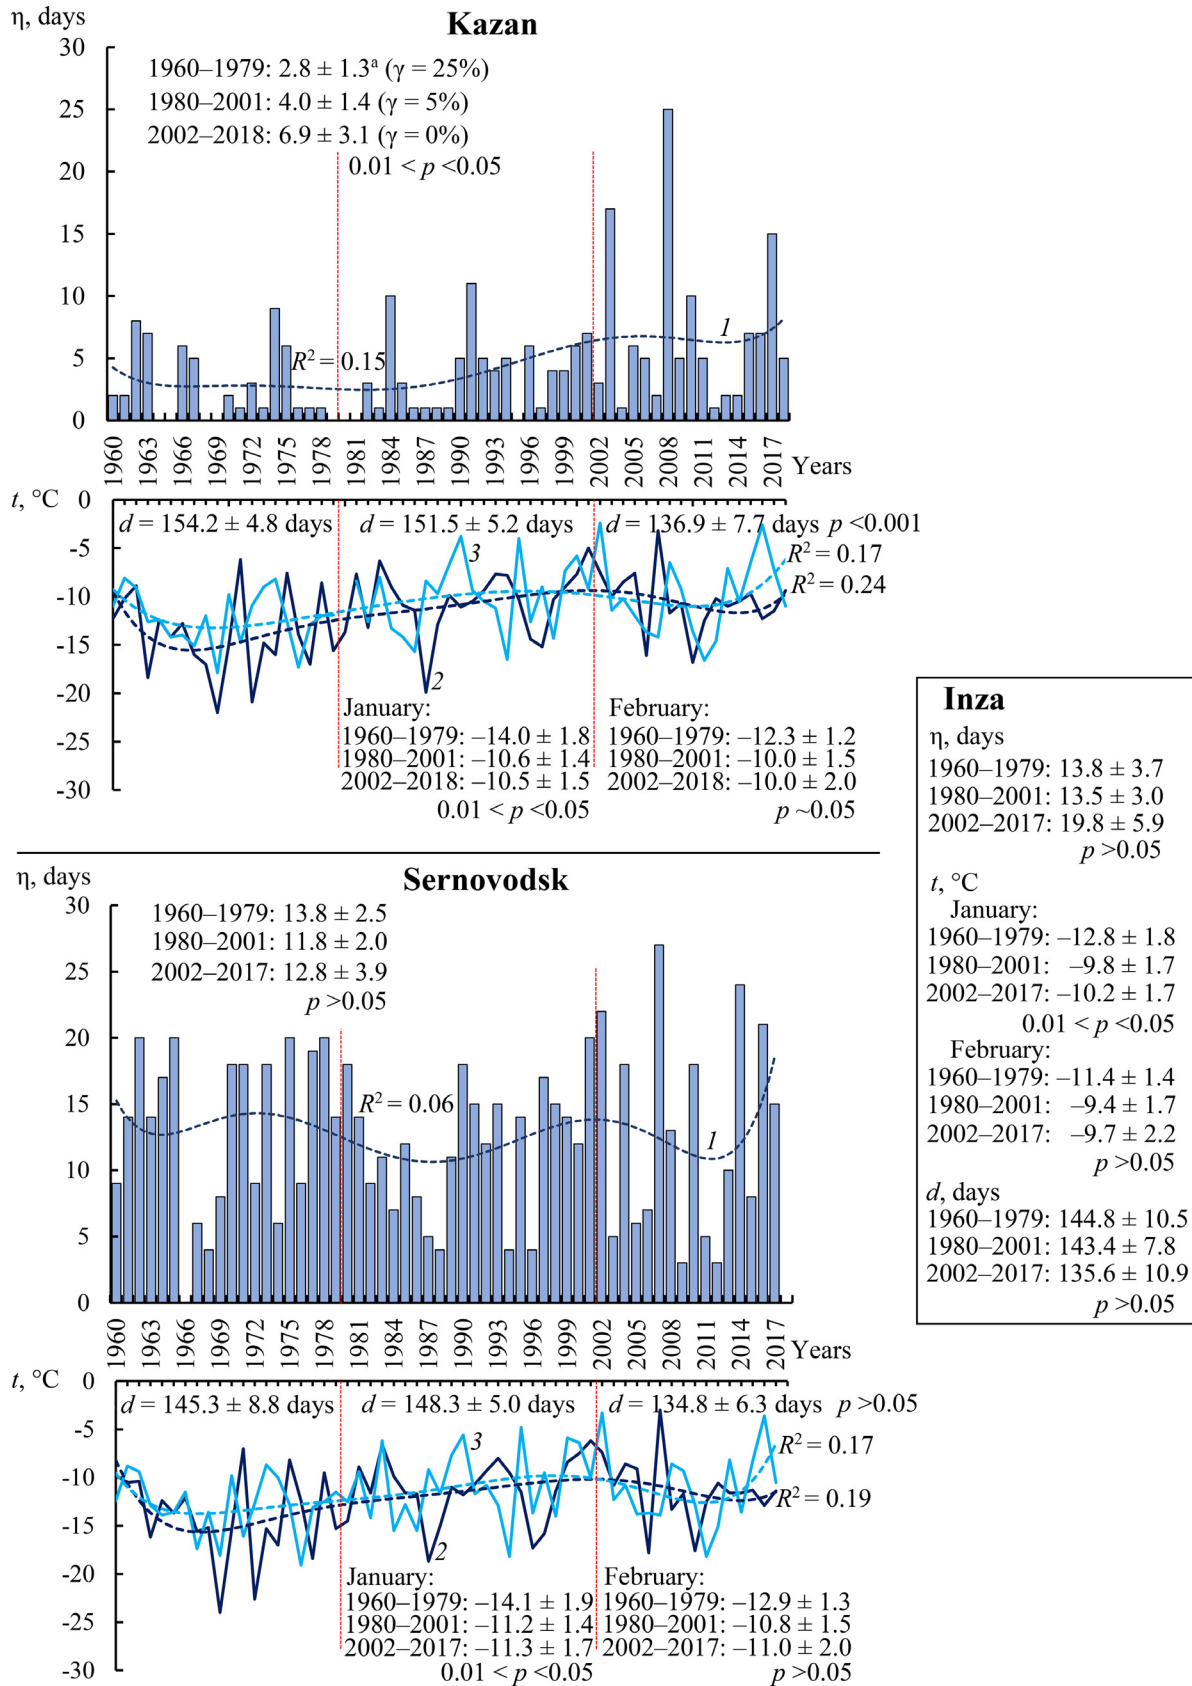 η, days
Kazan
30
1960–1979: 2.8 ± 1.3ᵃ (γ = 25%)
1980–2001: 4.0 ± 1.4 (γ = 5%)
2002–2018: 6.9 ± 3.1 (γ = 0%)
0.01 < p <0.05
25
20
15
10
5
0
1
R² = 0.15
1960
1963
1966
1969
1972
1975
1978
1981
1984
1987
1990
1993
1996
1999
2002
2005
2008
2011
2014
2017
Years
t, °C
0
-5
-10
-15
-20
-25
-30
d = 154.2 ± 4.8 days
d = 151.5 ± 5.2 days
d = 136.9 ± 7.7 days p <0.001
3
R² = 0.17
R² = 0.24
2
January:
1960–1979: –14.0 ± 1.8
1980–2001: –10.6 ± 1.4
2002–2018: –10.5 ± 1.5
0.01 < p <0.05
February:
1960–1979: –12.3 ± 1.2
1980–2001: –10.0 ± 1.5
2002–2018: –10.0 ± 2.0
p ~0.05
η, days
Sernovodsk
30
1960–1979: 13.8 ± 2.5
1980–2001: 11.8 ± 2.0
2002–2017: 12.8 ± 3.9
p >0.05
25
20
15
10
5
0
R² = 0.06
1
1960
1963
1966
1969
1972
1975
1978
1981
1984
1987
1990
1993
1996
1999
2002
2005
2008
2011
2014
2017
Years
t, °C
0
-5
-10
-15
-20
-25
-30
d = 145.3 ± 8.8 days
d = 148.3 ± 5.0 days
d = 134.8 ± 6.3 days p >0.05
3
R² = 0.17
R² = 0.19
2
January:
1960–1979: –14.1 ± 1.9
1980–2001: –11.2 ± 1.4
2002–2017: –11.3 ± 1.7
0.01 < p <0.05
February:
1960–1979: –12.9 ± 1.3
1980–2001: –10.8 ± 1.5
2002–2017: –11.0 ± 2.0
p >0.05
Inza
η, days
1960–1979: 13.8 ± 3.7
1980–2001: 13.5 ± 3.0
2002–2017: 19.8 ± 5.9
p >0.05
t, °C
January:
1960–1979: –12.8 ± 1.8
1980–2001: –9.8 ± 1.7
2002–2017: –10.2 ± 1.7
0.01 < p <0.05
February:
1960–1979: –11.4 ± 1.4
1980–2001: –9.4 ± 1.7
2002–2017: –9.7 ± 2.2
p >0.05
d, days
1960–1979: 144.8 ± 10.5
1980–2001: 143.4 ± 7.8
2002–2017: 135.6 ± 10.9
p >0.05